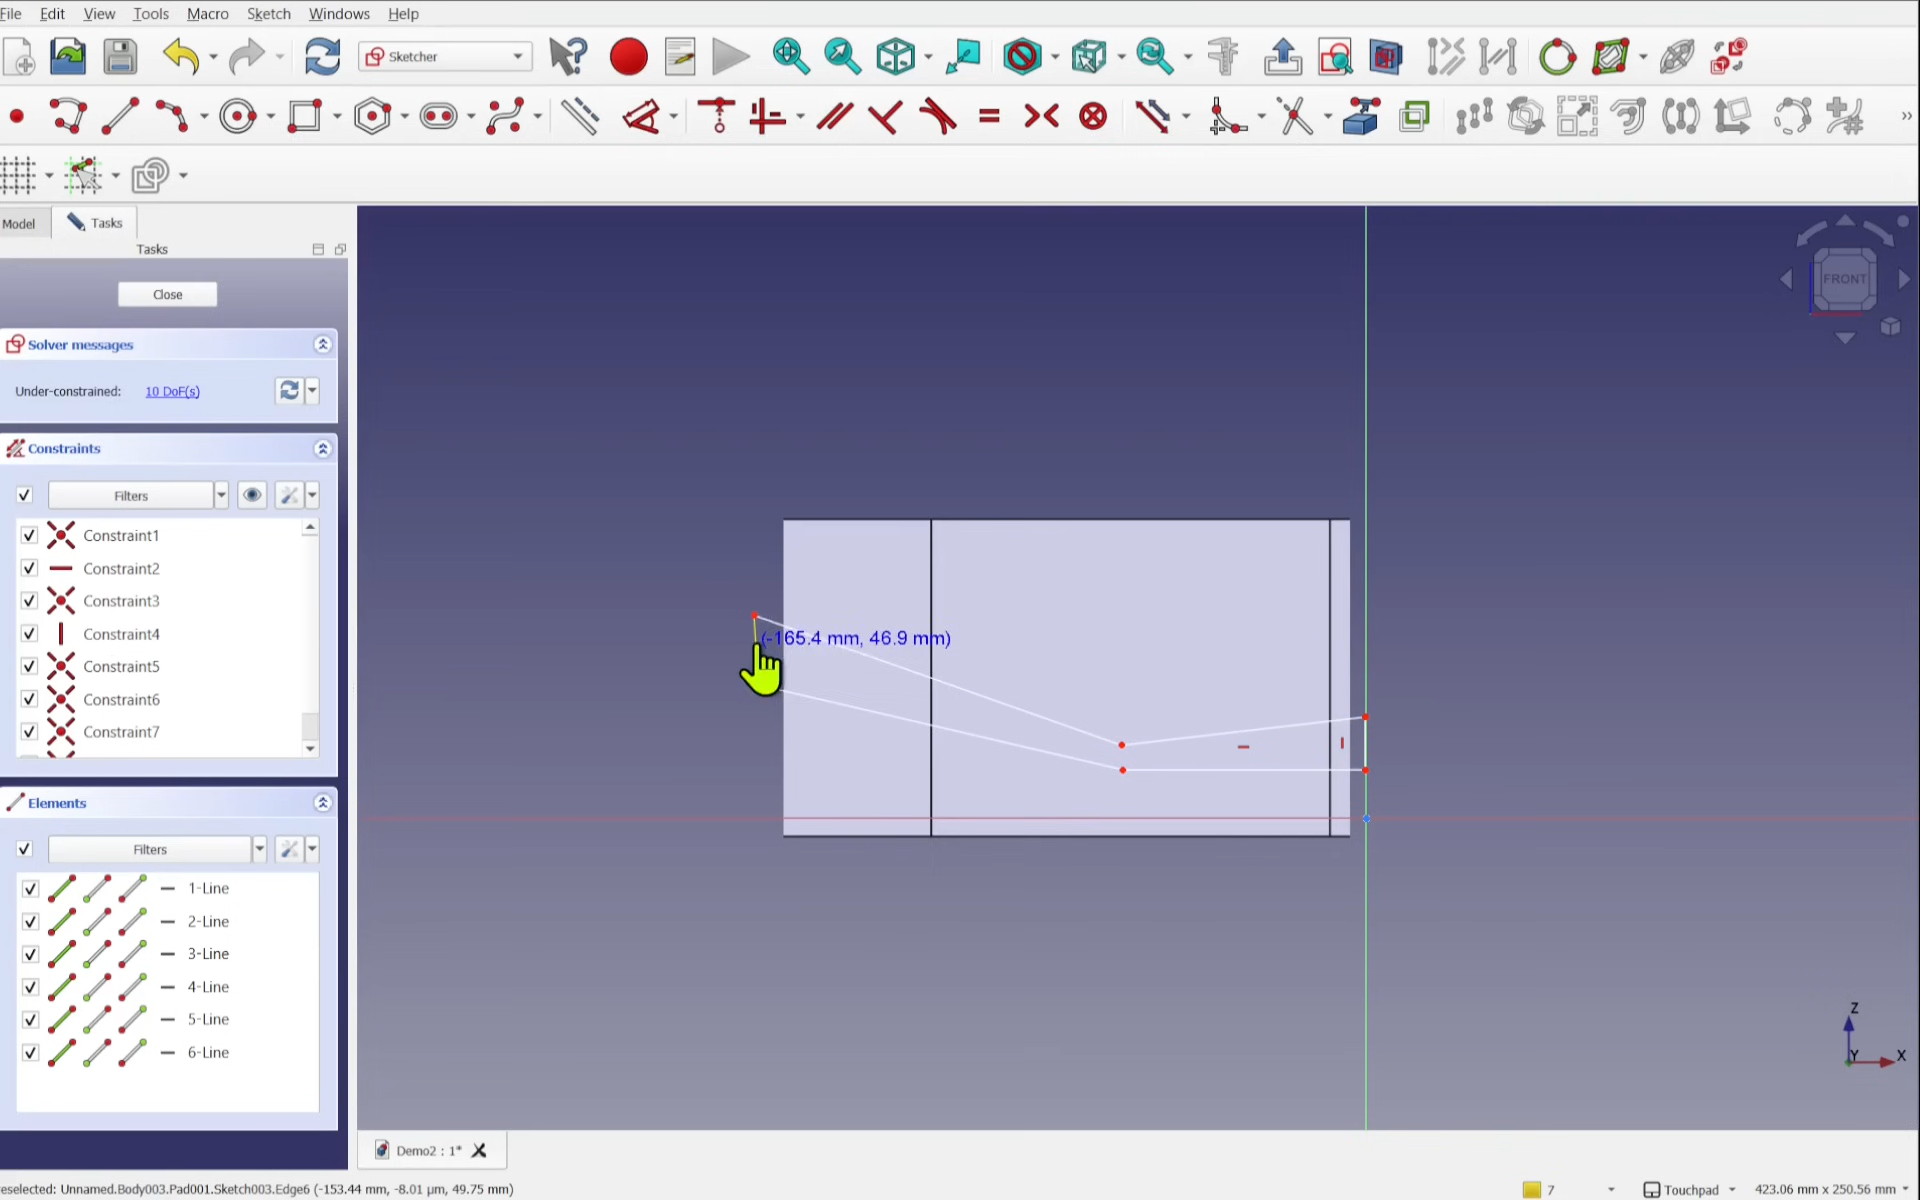 File Edit View Tools Macro Sketch Windows Help
Sketcher
Model Tasks
Tasks
Close
Solver messages
Under-constrained: 10 DoF(s)
Constraints
Filters
Constraint1
Constraint2
Constraint3
Constraint4
Constraint5
Constraint6
Constraint7
Elements
Filters
1-Line
2-Line
3-Line
4-Line
5-Line
6-Line
FRONT
(-165.4 mm, 46.9 mm)
Z
Y X
Demo2 : 1*
eselected: Unnamed.Body003.Pad001.Sketch003.Edge6 (-153.44 mm, -8.01 µm, 49.75 mm) 7 Touchpad 423.06 mm x 250.56 mm